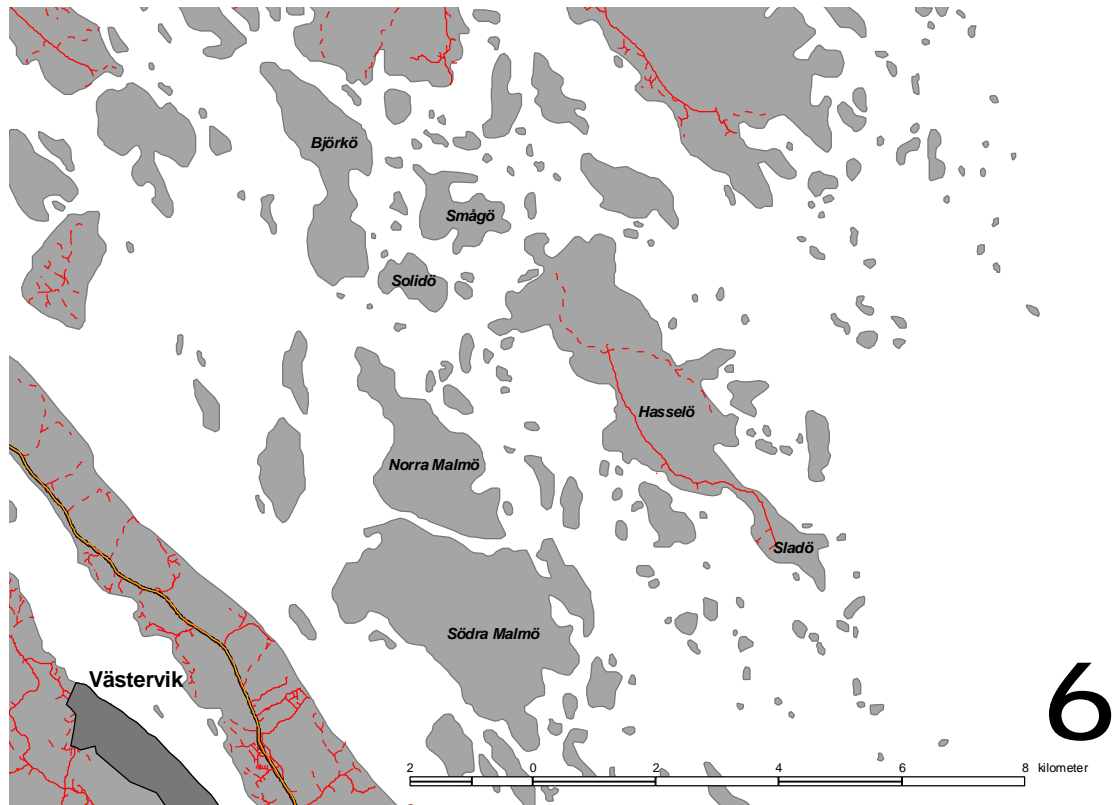 Björkö
Smågö
Solidö
Hasselö
Norra Malmö
Sladö
Södra Malmö
Västervik
6
2 0 2 4 6 8 kilometer